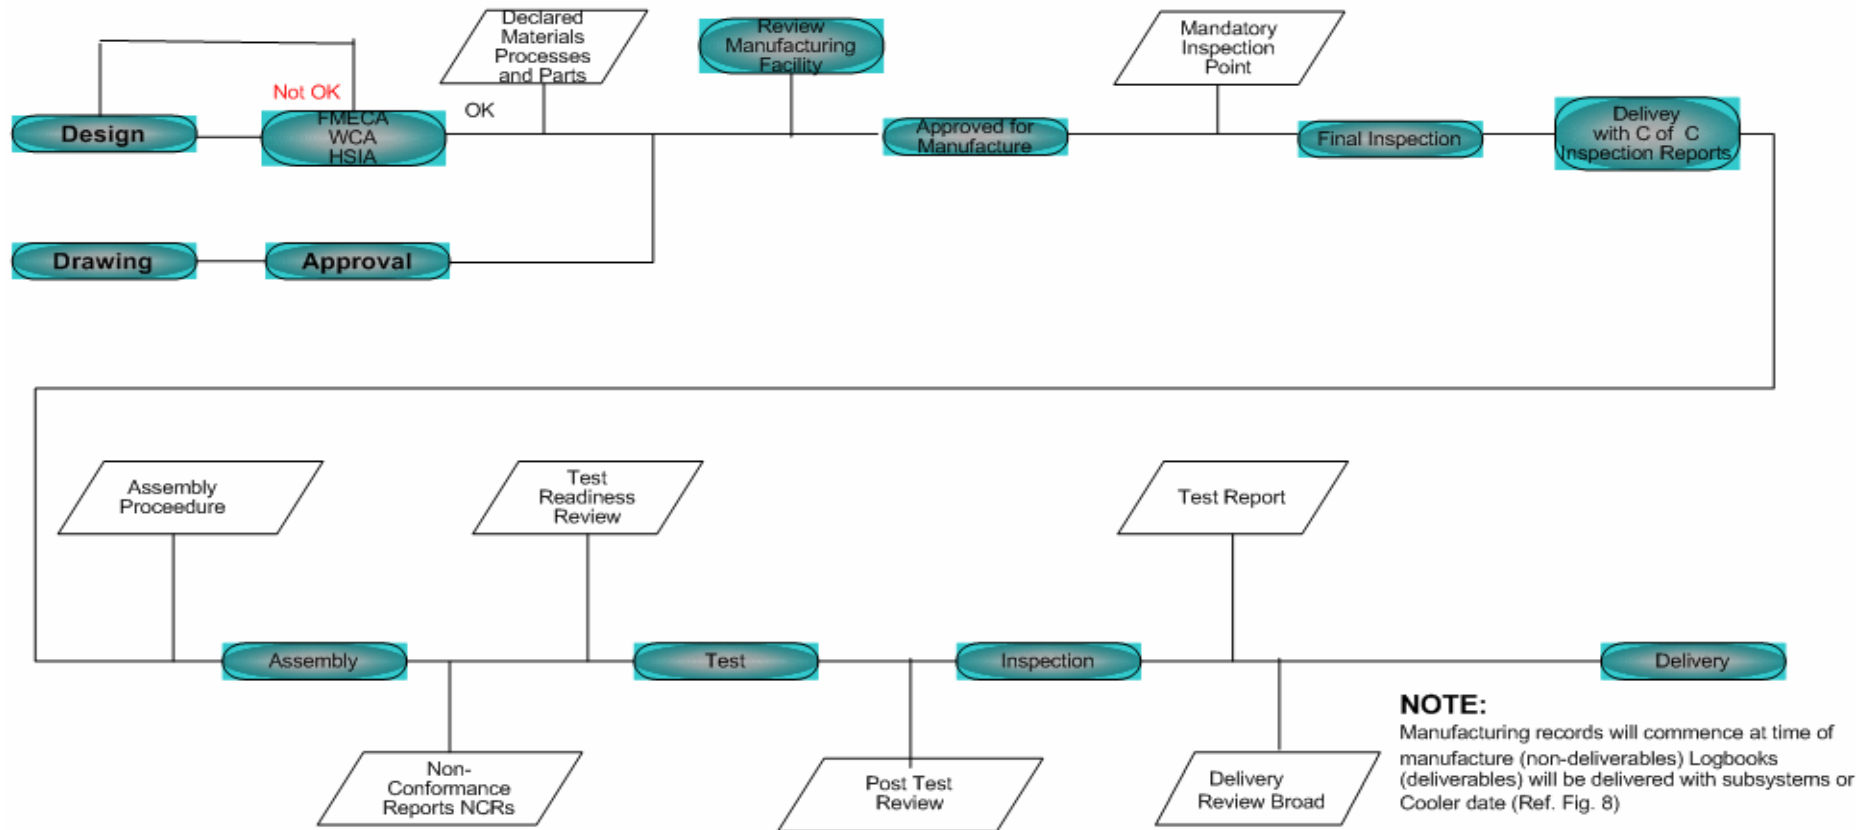 Declared
Materials
Processes
and Parts
Review
Manufacturing
Facility
Mandatory
Inspection
Point
Not OK
OK
Design
FMECA
WCA
HSIA
Approved for
Manufacture
Final Inspection
Delivey
with C of C
Inspection Reports
Drawing
Approval
Assembly
Proceedure
Test
Readiness
Review
Test Report
Assembly
Test
Inspection
Delivery
Non-
Conformance
Reports NCRs
Post Test
Review
Delivery
Review Broad
NOTE:
Manufacturing records will commence at time of
manufacture (non-deliverables) Logbooks
(deliverables) will be delivered with subsystems or
Cooler date (Ref. Fig. 8)